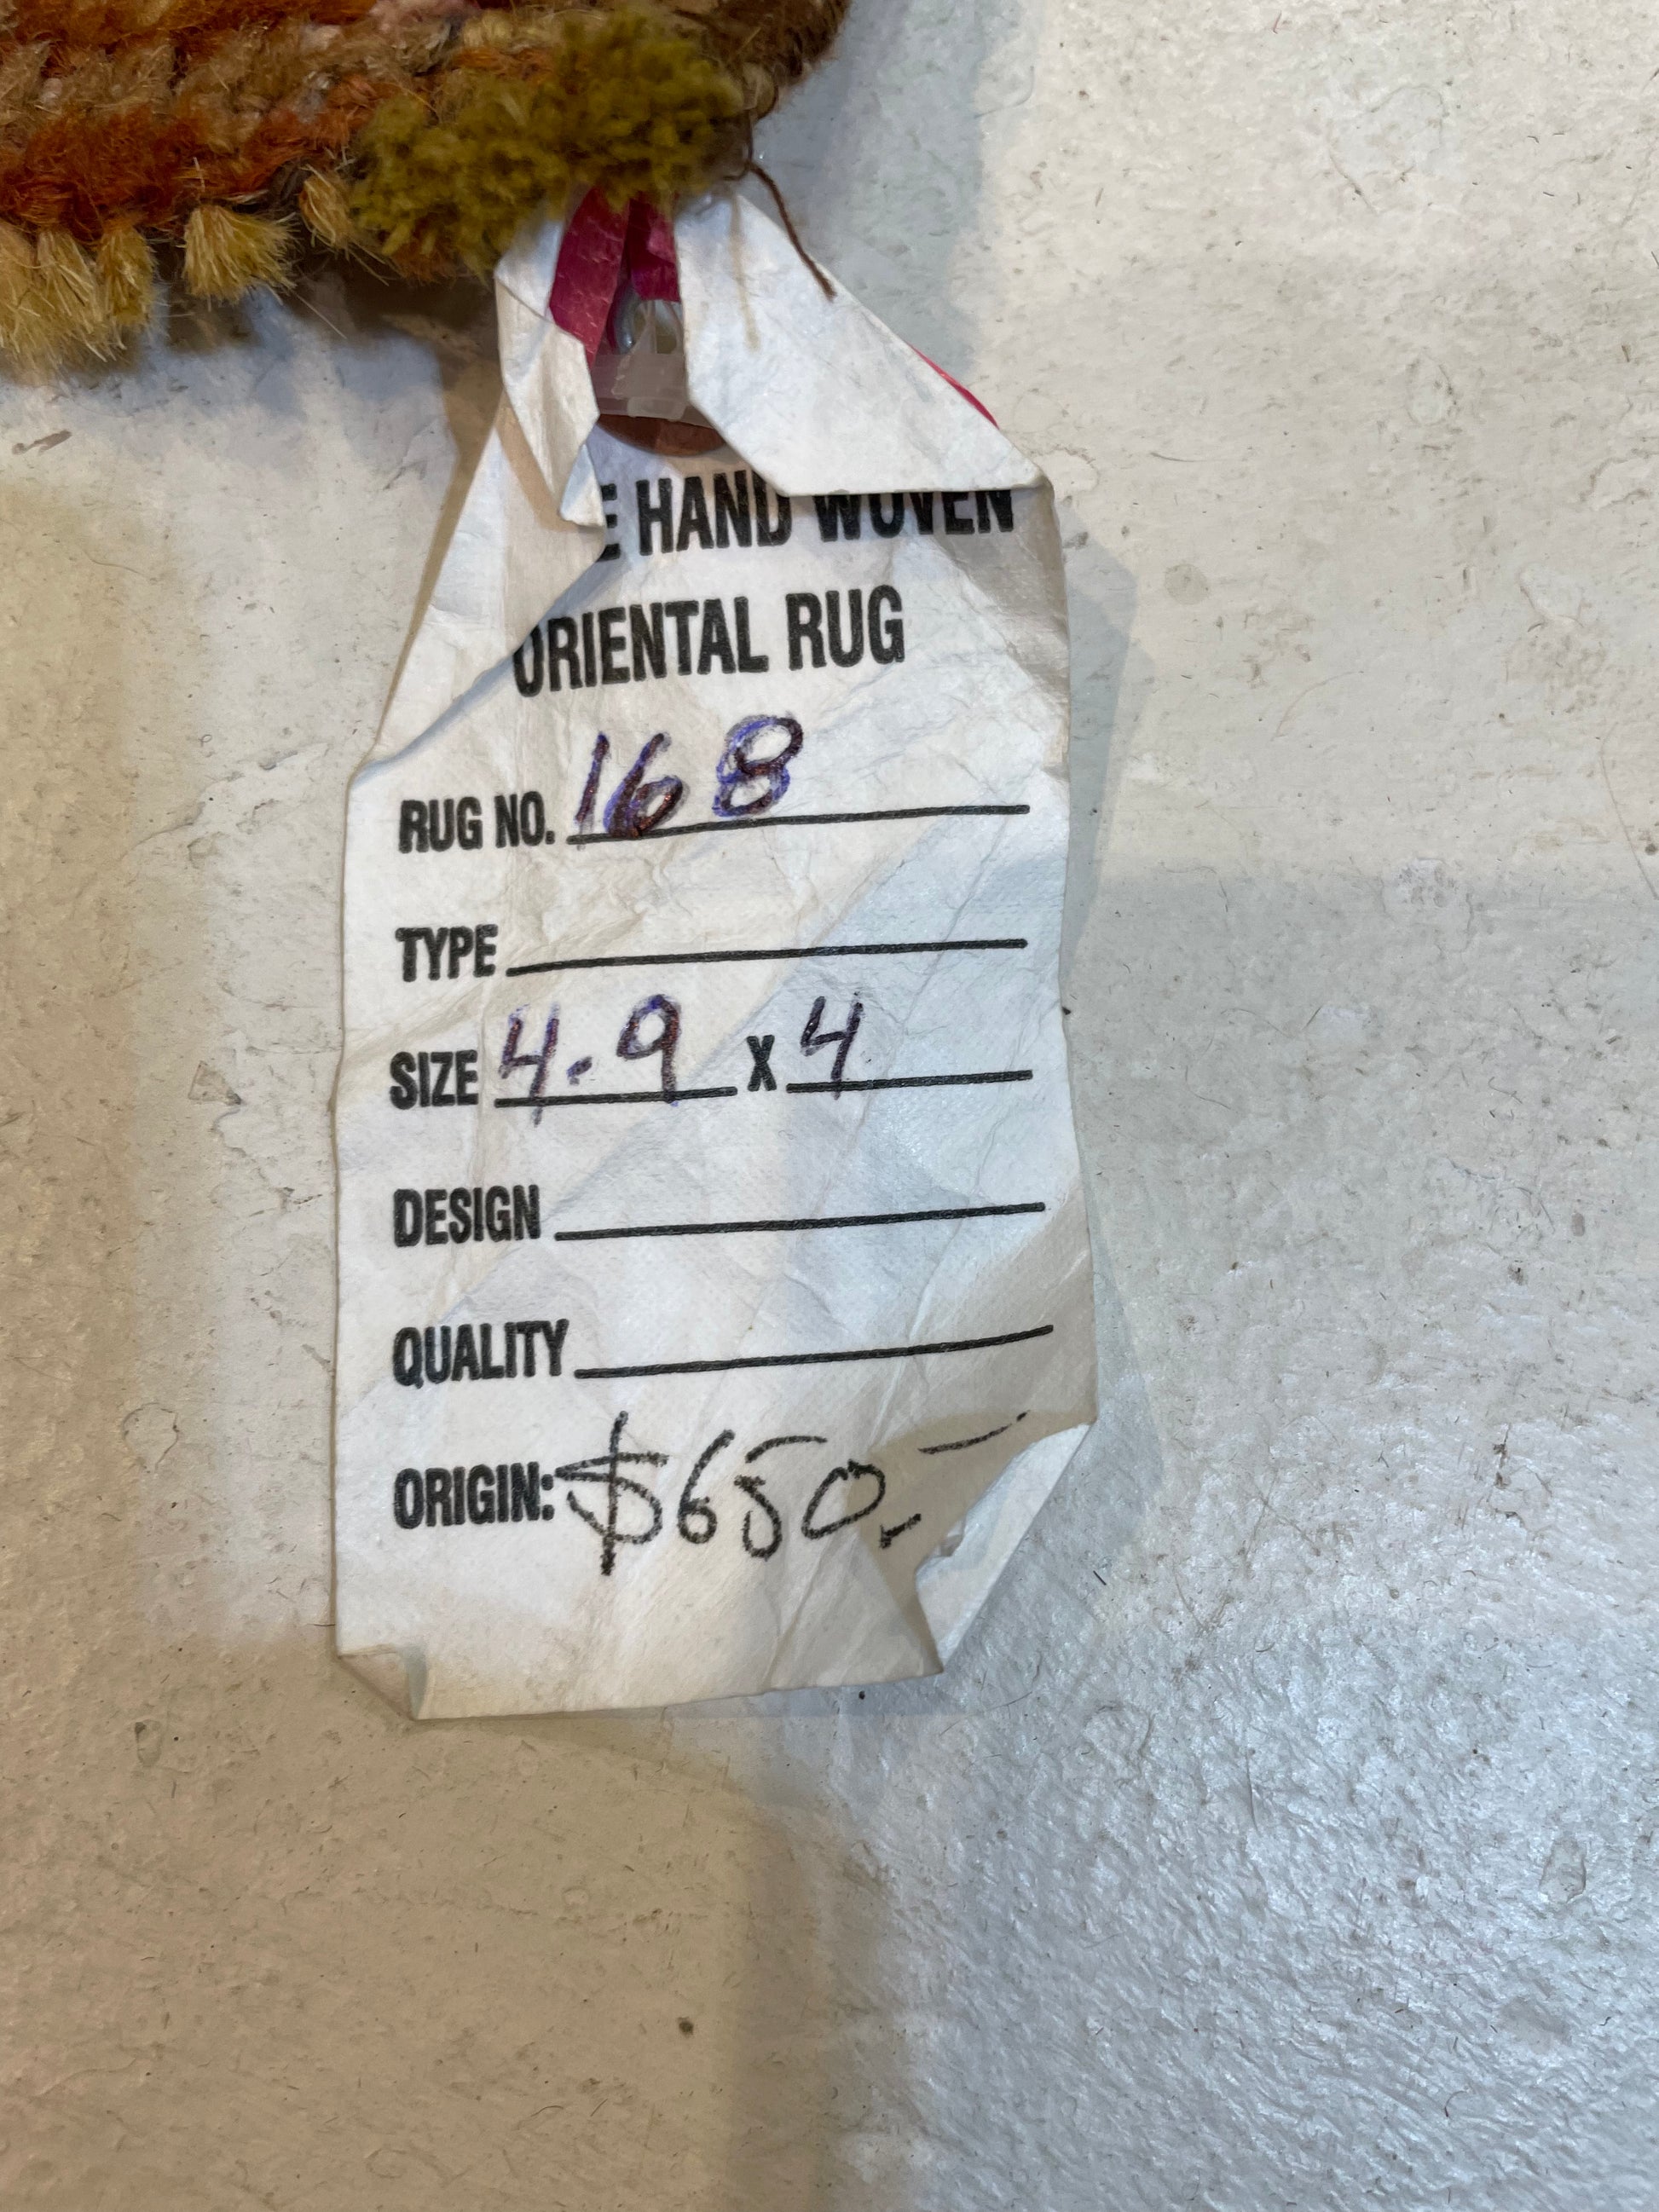 HAND WOVEN
ORIENTAL RUG
RUG NO. 168
TYPE
SIZE 4.9 X 4
DESIGN
QUALITY
ORIGIN: $650.-